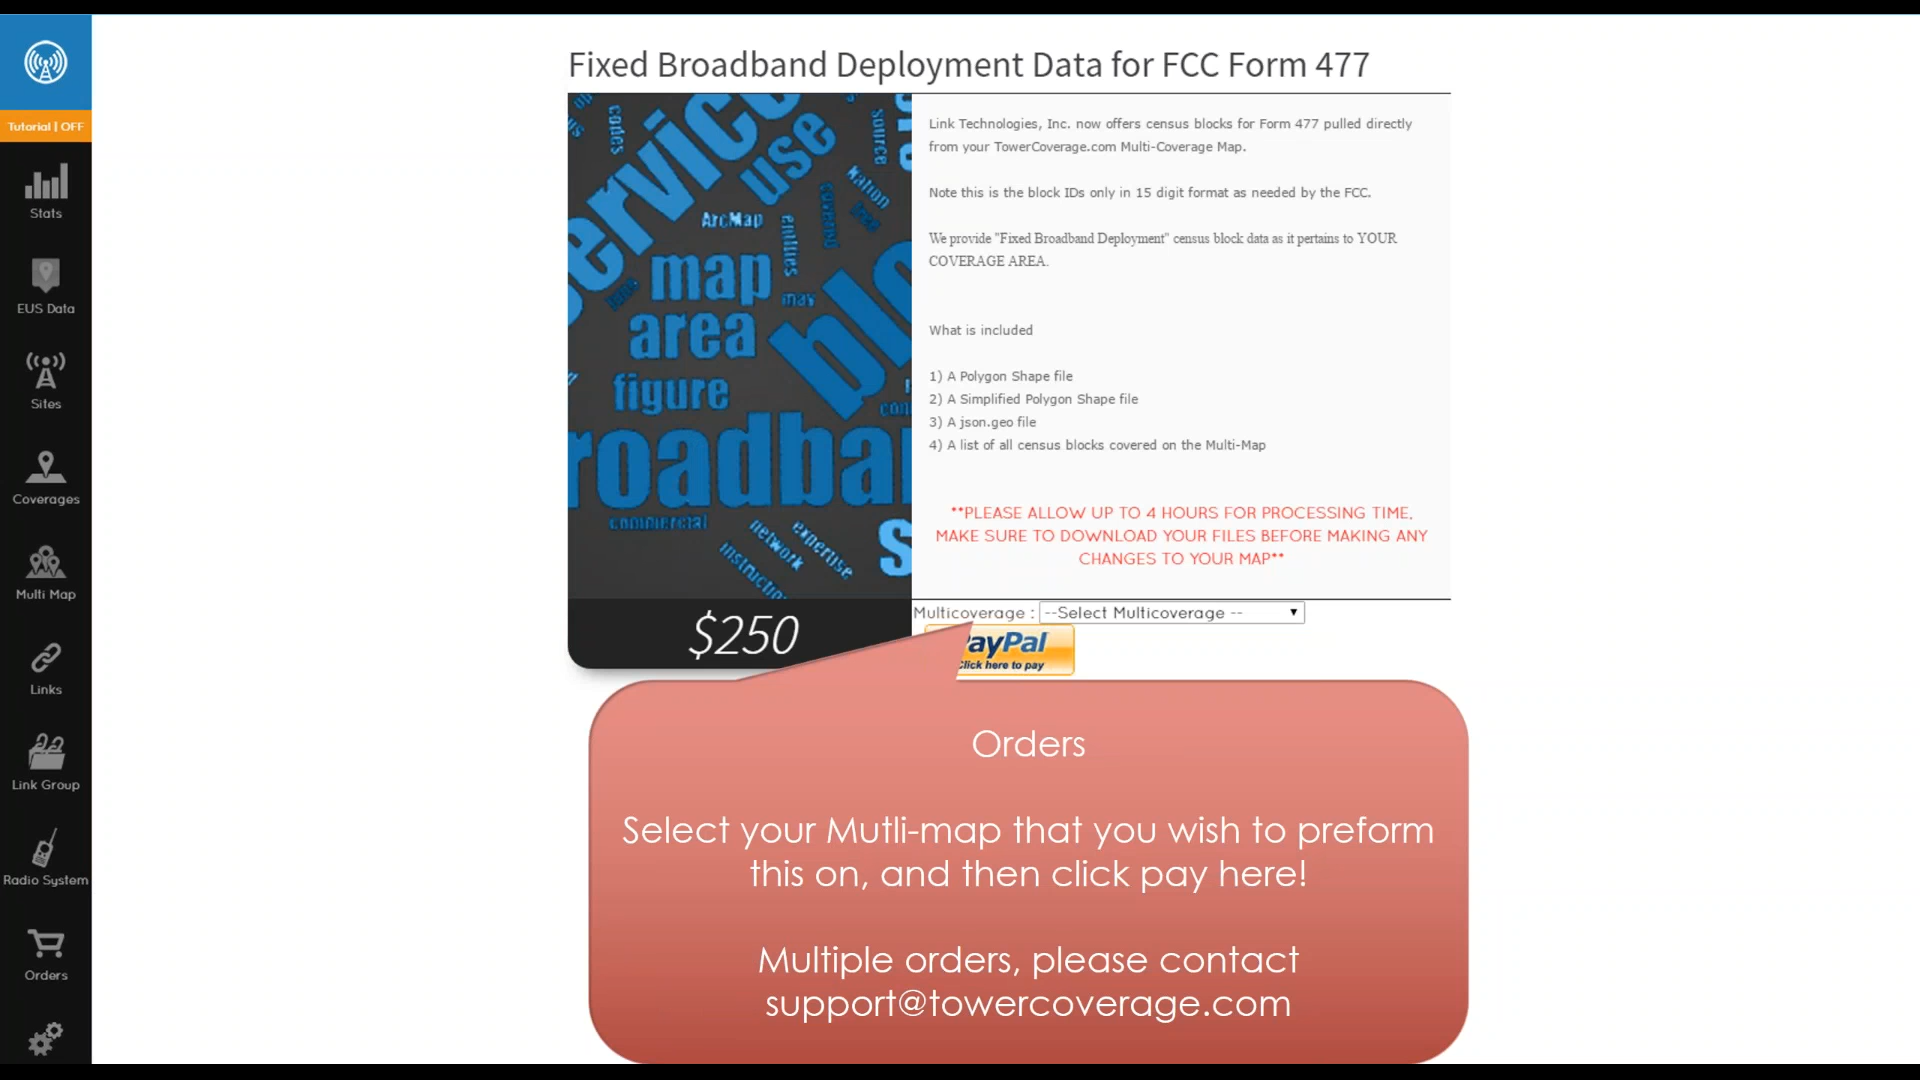 Fixed Broadband Deployment Data for FCC Form 477
Tutorial | OFF
Stats
EUS Data
Sites
Coverages
Multi Map
Links
Link Group
Radio System
Orders
codes
service
use
source
Nation
ArcMap
entities
covered
map
may
area
figure
commercial
network
expertise
$250
Link Technologies, Inc. now offers census blocks for Form 477 pulled directly
from your TowerCoverage.com Multi-Coverage Map.
Note this is the block IDs only in 15 digit format as needed by the FCC.
We provide "Fixed Broadband Deployment" census block data as it pertains to YOUR
COVERAGE AREA.
What is included
1) A Polygon Shape file
2) A Simplified Polygon Shape file
3) A json.geo file
4) A list of all census blocks covered on the Multi-Map
**PLEASE ALLOW UP TO 4 HOURS FOR PROCESSING TIME,
MAKE SURE TO DOWNLOAD YOUR FILES BEFORE MAKING ANY
CHANGES TO YOUR MAP**
Multicoverage : --Select Multicoverage --
ayPal
lick here to pay
Orders
Select your Mutli-map that you wish to preform
this on, and then click pay here!
Multiple orders, please contact
support@towercoverage.com